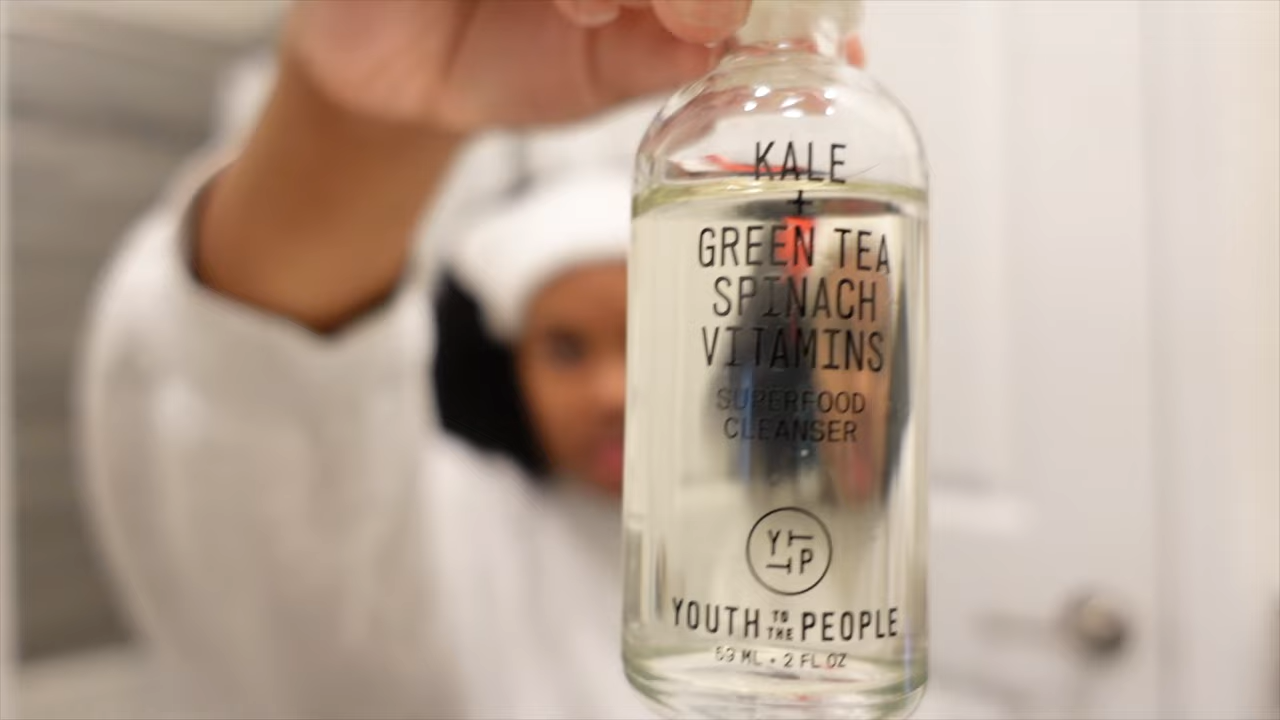 KALE
+
GREEN TEA
SPINACH
VITAMINS
SUPERFOOD
CLEANSER
YTTP
YOUTH TO THE PEOPLE
59 ML • 2 FL OZ